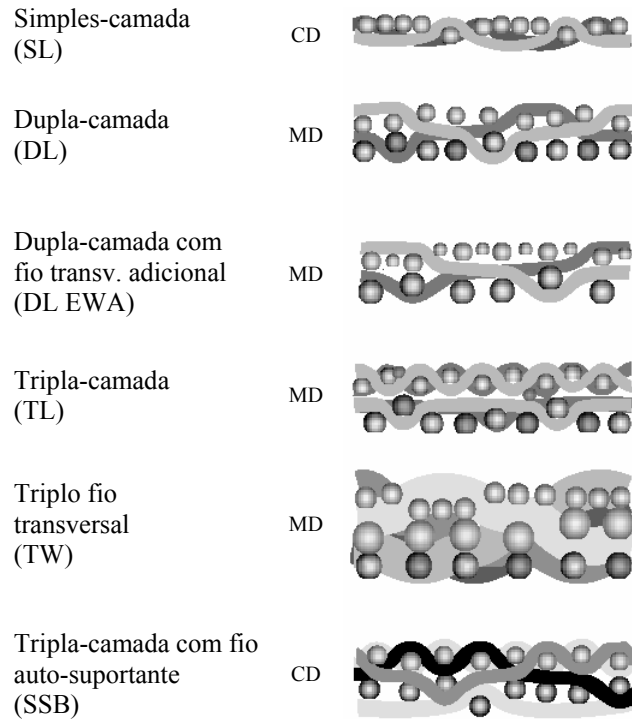 Simples-camada
(SL)
CD
Dupla-camada
(DL)
MD
Dupla-camada com
fio transv. adicional
(DL EWA)
MD
Tripla-camada
(TL)
MD
Triplo fio
transversal
(TW)
MD
Tripla-camada com fio
auto-suportante
(SSB)
CD